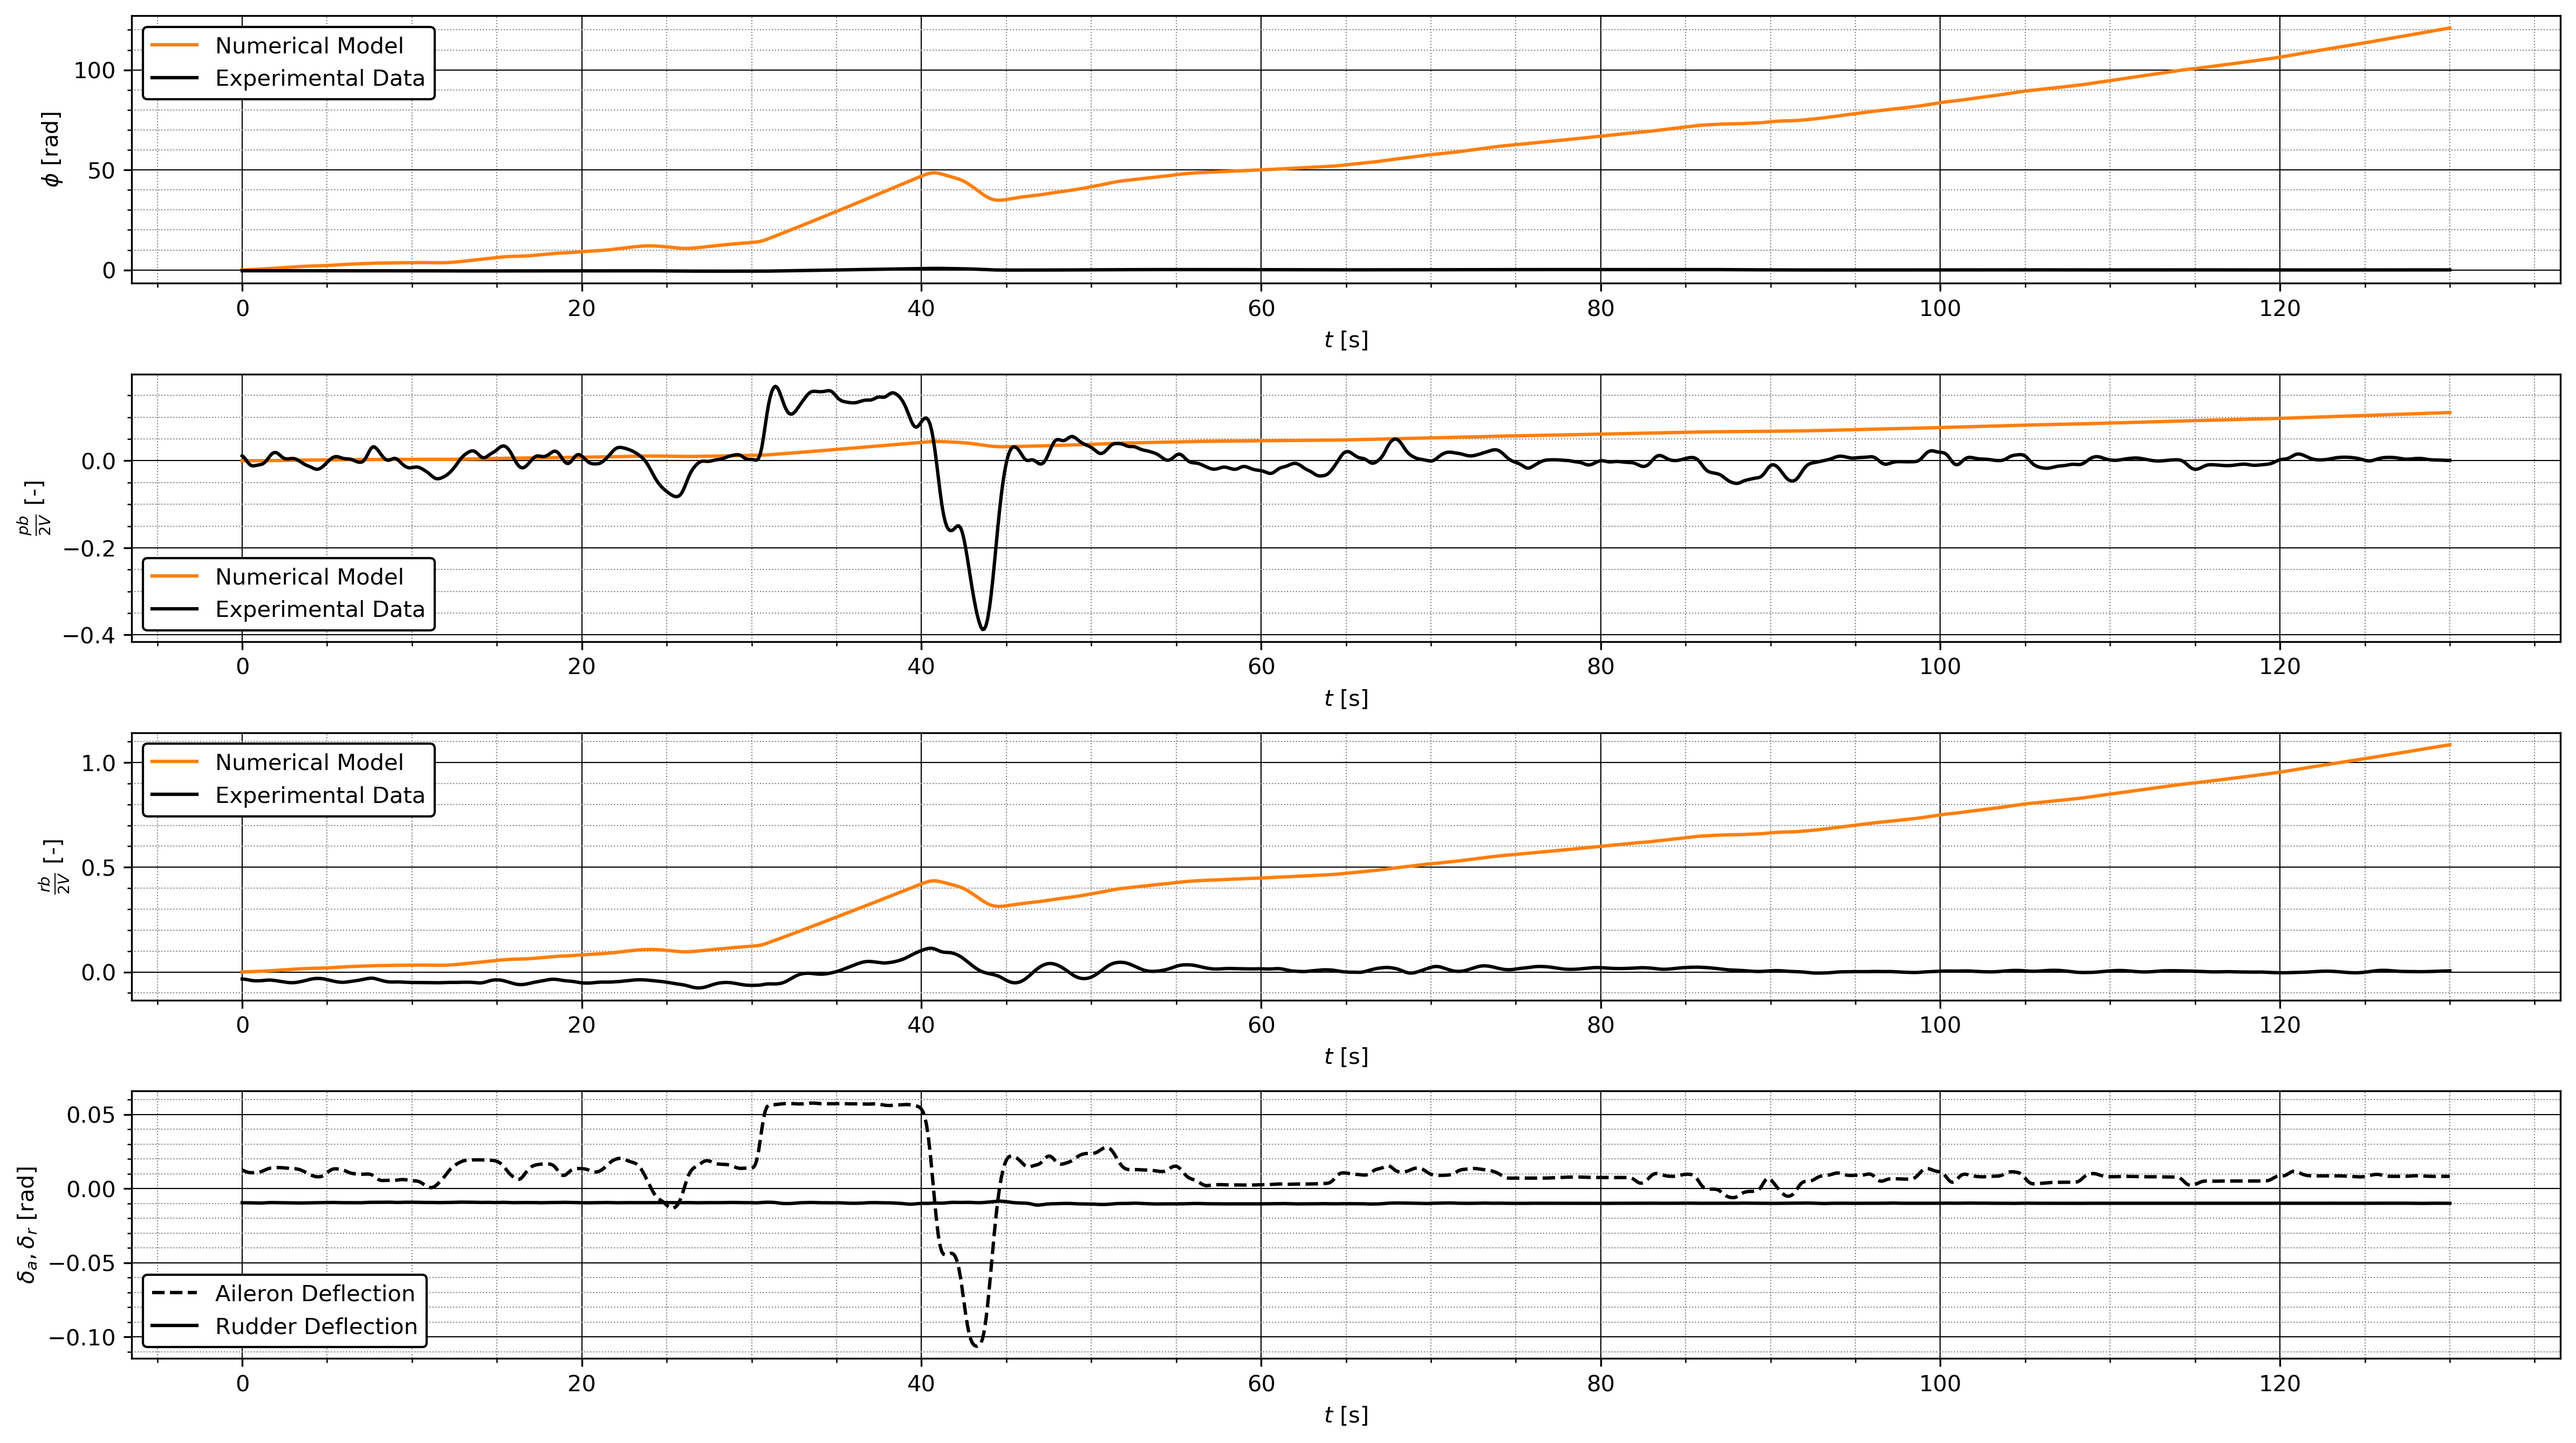 Numerical Model
Experimental Data
100
50
0
ϕ [rad]
0 20 40 60 80 100 120
t [s]
0.0
−0.2
−0.4
pb/2V [-]
Numerical Model
Experimental Data
0 20 40 60 80 100 120
t [s]
Numerical Model
Experimental Data
1.0
0.5
0.0
rb/2V [-]
0 20 40 60 80 100 120
t [s]
0.05
0.00
−0.05
−0.10
δa, δr [rad]
Aileron Deflection
Rudder Deflection
0 20 40 60 80 100 120
t [s]